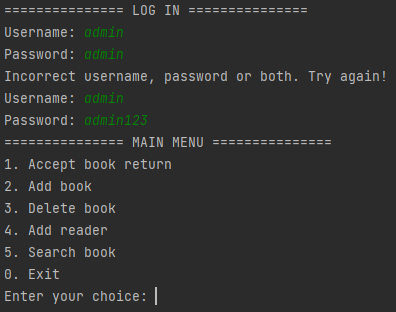 =============== LOG IN ===============
Username: admin
Password: admin
Incorrect username, password or both. Try again!
Username: admin
Password: admin123
=============== MAIN MENU ===============
1. Accept book return
2. Add book
3. Delete book
4. Add reader
5. Search book
0. Exit
Enter your choice: